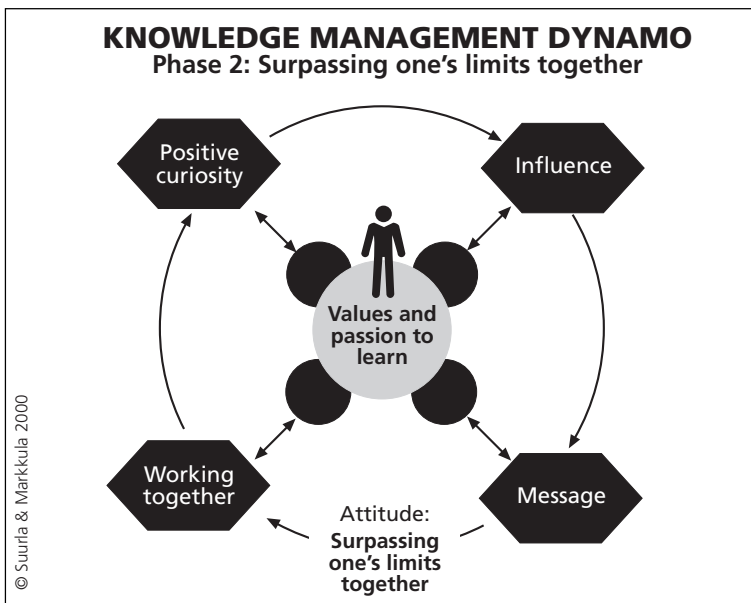 KNOWLEDGE MANAGEMENT DYNAMO
Phase 2: Surpassing one's limits together
Positive
curiosity
Influence
Values and
passion to
learn
Working
together
Message
Attitude:
Surpassing
one's limits
together
© Suurla & Markkula 2000